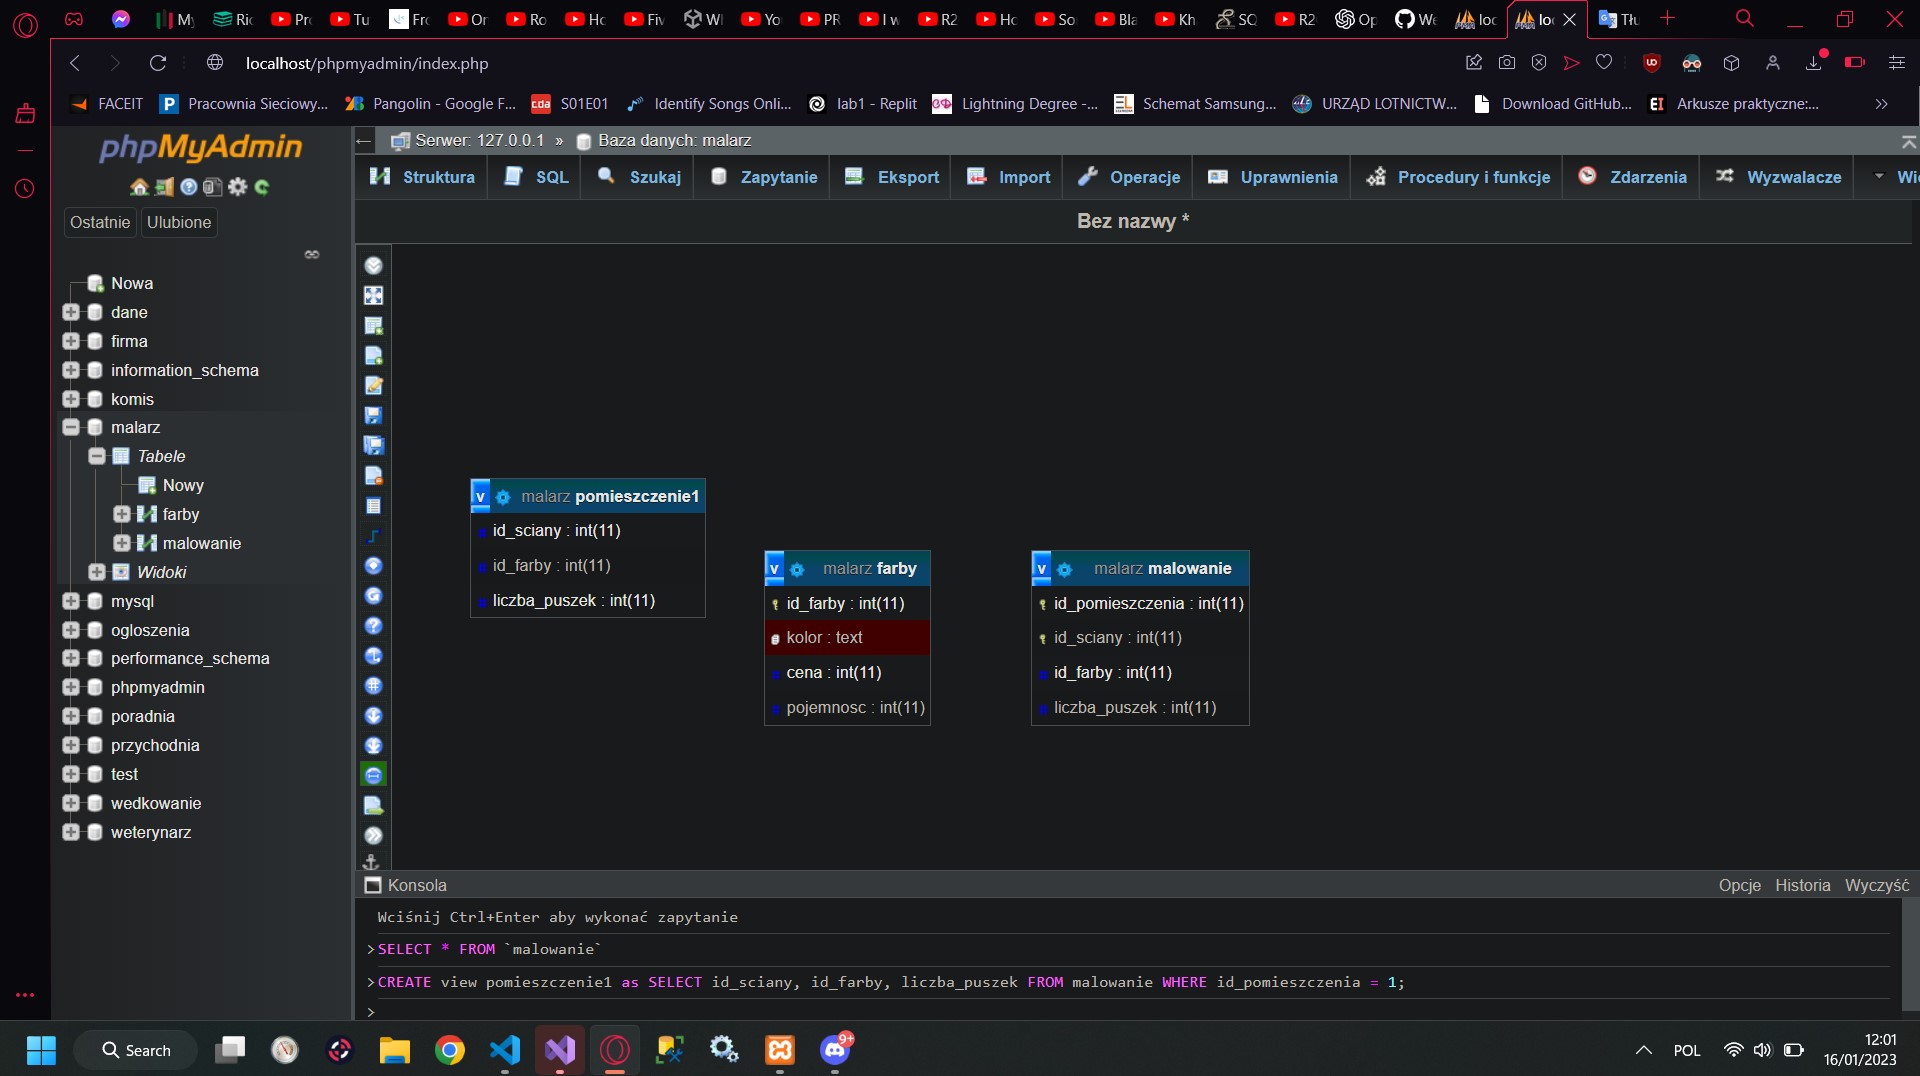 My
Ric
Pr
Tu
Fro
Or
Ro
Ho
Fiv
Wl
Yo
PR
I w
R2
Ho
So
Bla
Kh
SQ
R2
Op
We
loc
lo
Tłu
localhost/phpmyadmin/index.php
FACEIT
Pracownia Sieciowy...
Pangolin - Google F...
S01E01
Identify Songs Onli...
lab1 - Replit
Lightning Degree -...
Schemat Samsung...
URZĄD LOTNICTW...
Download GitHub...
Arkusze praktyczne:...
phpMyAdmin
Ostatnie
Ulubione
Nowa
dane
firma
information_schema
komis
malarz
Tabele
Nowy
farby
malowanie
Widoki
mysql
ogloszenia
performance_schema
phpmyadmin
poradnia
przychodnia
test
wedkowanie
weterynarz
Serwer: 127.0.0.1 » Baza danych: malarz
Struktura
SQL
Szukaj
Zapytanie
Eksport
Import
Operacje
Uprawnienia
Procedury i funkcje
Zdarzenia
Wyzwalacze
Bez nazwy *
v malarz pomieszczenie1
id_sciany : int(11)
id_farby : int(11)
liczba_puszek : int(11)
v malarz farby
id_farby : int(11)
kolor : text
cena : int(11)
pojemnosc : int(11)
v malarz malowanie
id_pomieszczenia : int(11)
id_sciany : int(11)
id_farby : int(11)
liczba_puszek : int(11)
Konsola
Opcje
Historia
Wyczyść
Wciśnij Ctrl+Enter aby wykonać zapytanie
>SELECT * FROM `malowanie`
>CREATE view pomieszczenie1 as SELECT id_sciany, id_farby, liczba_puszek FROM malowanie WHERE id_pomieszczenia = 1;
>
Search
9+
POL
12:01
16/01/2023